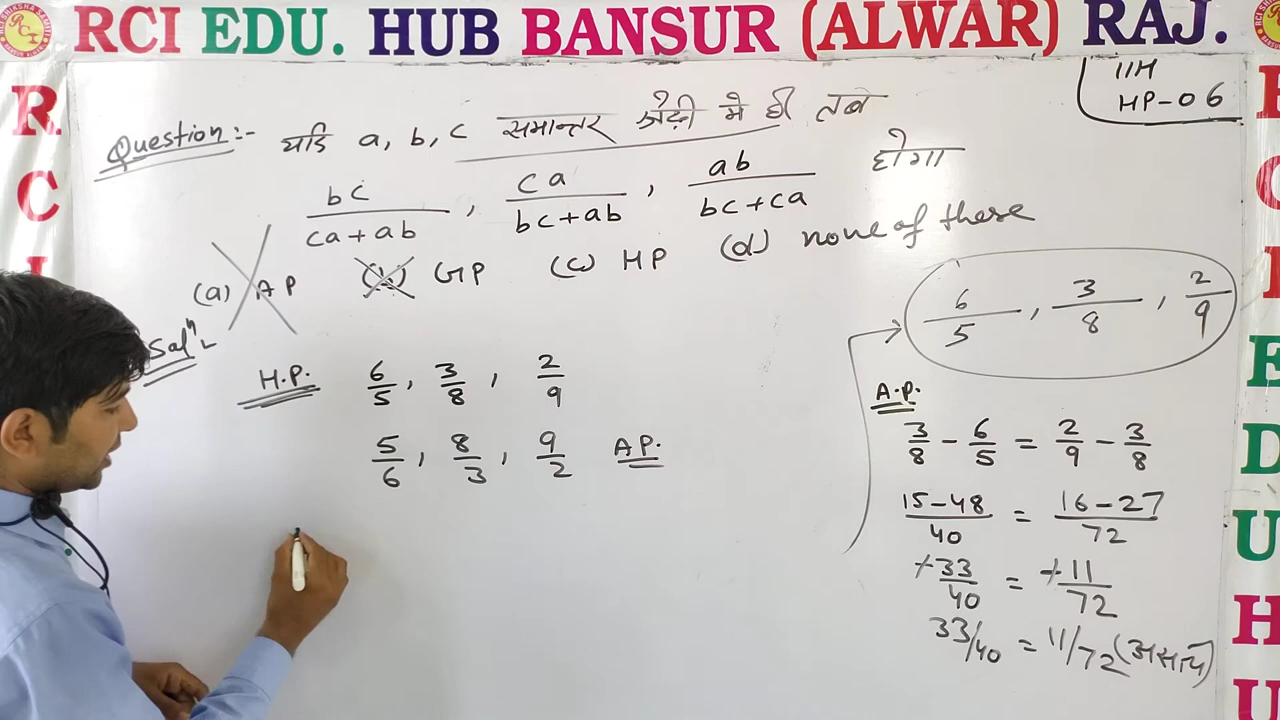 RCI EDU. HUB BANSUR (ALWAR) RAJ.
11H
HP-06
Question:- यदि a, b, c समान्तर श्रेढ़ी मे हो तब
bc/(ca+ab), ca/(bc+ab), ab/(bc+ca) होगा
(a) AP (b) GP (c) HP (d) none of these
6/5, 3/8, 2/9
Solⁿ-
H.P. 6/5, 3/8, 2/9
5/6, 8/3, 9/2 A.P.
A.P.
3/8 - 6/5 = 2/9 - 3/8
15-48/40 = 16-27/72
+33/40 = +11/72
33/40 = 11/72 (असत्य)
R
C
I
E
D
U
H
U